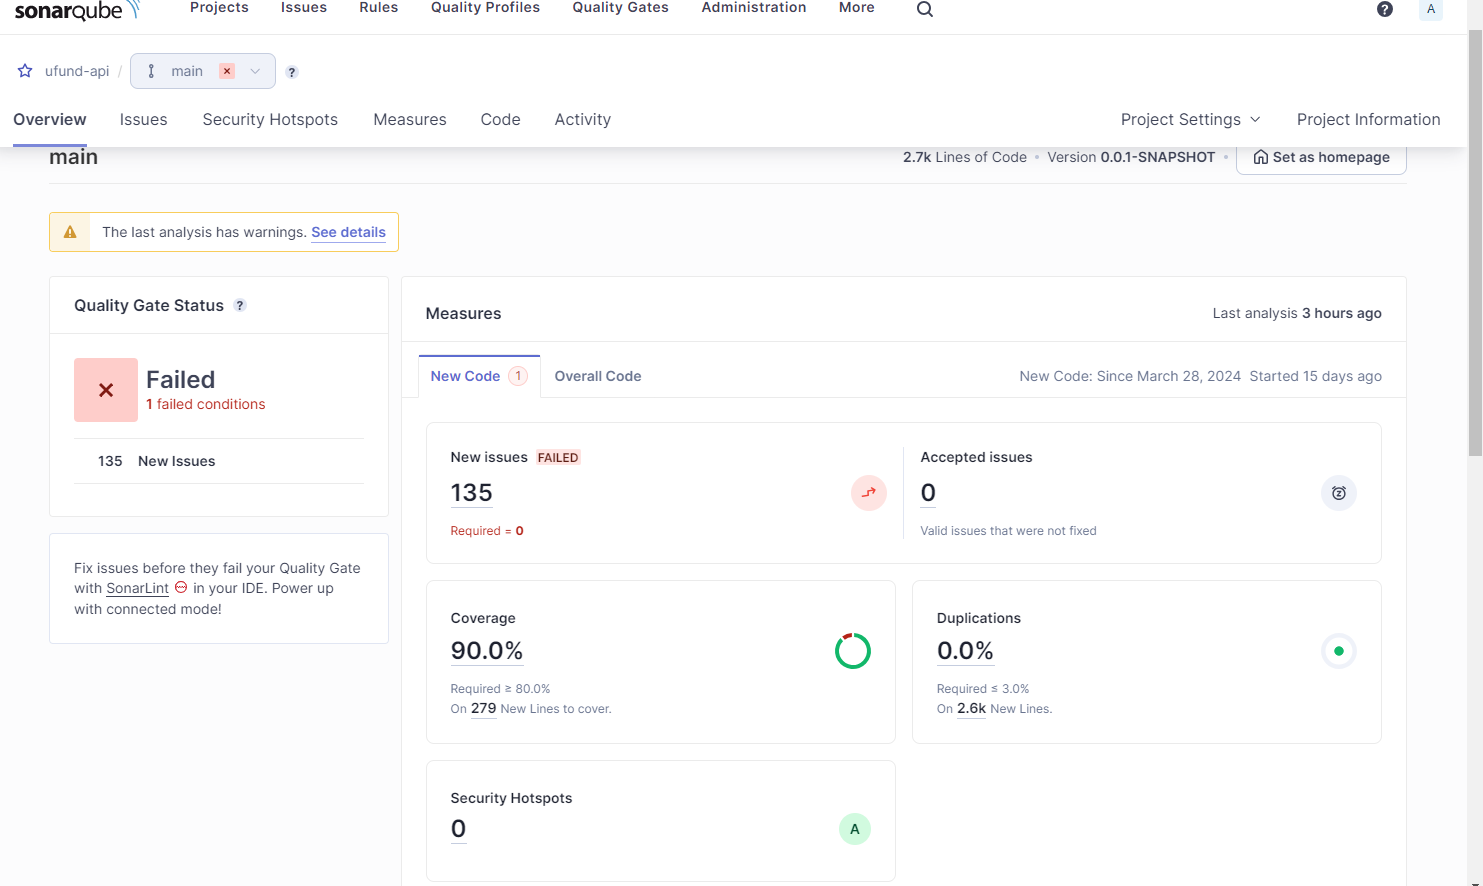 sonarqube Projects Issues Rules Quality Profiles Quality Gates Administration More ? A
ufund-api / main ?
Overview Issues Security Hotspots Measures Code Activity Project Settings Project Information
main 2.7k Lines of Code • Version 0.0.1-SNAPSHOT • Set as homepage
The last analysis has warnings. See details
Quality Gate Status ?
Failed
1 failed conditions
135 New Issues
Fix issues before they fail your Quality Gate
with SonarLint in your IDE. Power up
with connected mode!
Measures Last analysis 3 hours ago
New Code 1 Overall Code New Code: Since March 28, 2024 Started 15 days ago
New issues FAILED
135
Required = 0
Accepted issues
0
Valid issues that were not fixed
Coverage
90.0%
Required ≥ 80.0%
On 279 New Lines to cover.
Duplications
0.0%
Required ≤ 3.0%
On 2.6k New Lines.
Security Hotspots
0
A